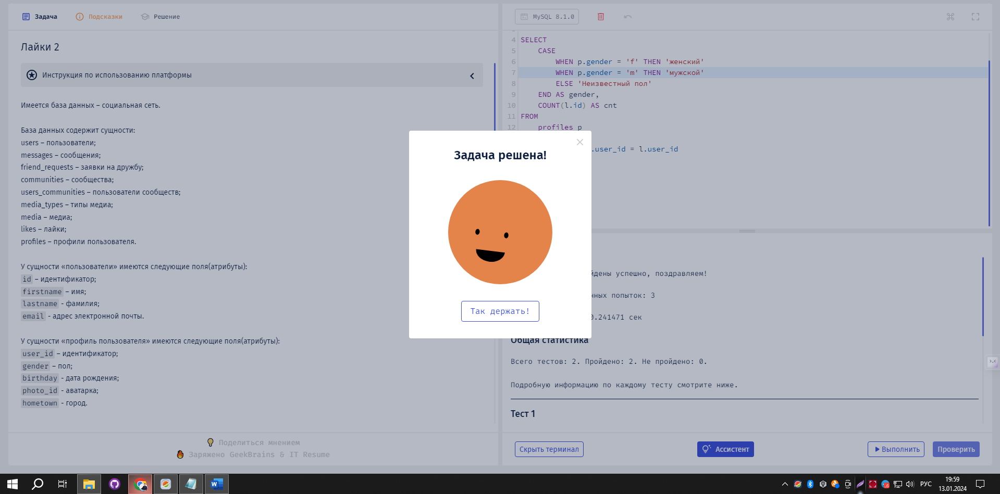 Задача
Подсказки
Решение
Лайки 2
Инструкция по использованию платформы
Имеется база данных – социальная сеть.
База данных содержит сущности:
users – пользователи;
messages – сообщения;
friend_requests – заявки на дружбу;
communities – сообщества;
users_communities – пользователи сообществ;
media_types – типы медиа;
media – медиа;
likes – лайки;
profiles – профили пользователя.
У сущности «пользователи» имеются следующие поля(атрибуты):
id – идентификатор;
firstname – имя;
lastname - фамилия;
email - адрес электронной почты.
У сущности «профиль пользователя» имеются следующие поля(атрибуты):
user_id – идентификатор;
gender – пол;
birthday - дата рождения;
photo_id - аватарка;
hometown - город.
Поделиться мнением
Заряжено GeekBrains & IT Resume
MySQL 8.1.0
4 SELECT
5 CASE
6 WHEN p.gender = 'f' THEN 'женский'
7 WHEN p.gender = 'm' THEN 'мужской'
8 ELSE 'Неизвестный пол'
9 END AS gender,
10 COUNT(l.id) AS cnt
11 FROM
12 profiles p
.user_id = l.user_id
Задача решена!
Так держать!
йдены успешно, поздравляем!
нных попыток: 3
0.241471 сек
Общая статистика
Всего тестов: 2. Пройдено: 2. Не пройдено: 0.
Подробную информацию по каждому тесту смотрите ниже.
Тест 1
Скрыть терминал
Ассистент
Выполнить
Проверить
РУС
19:59
13.01.2024